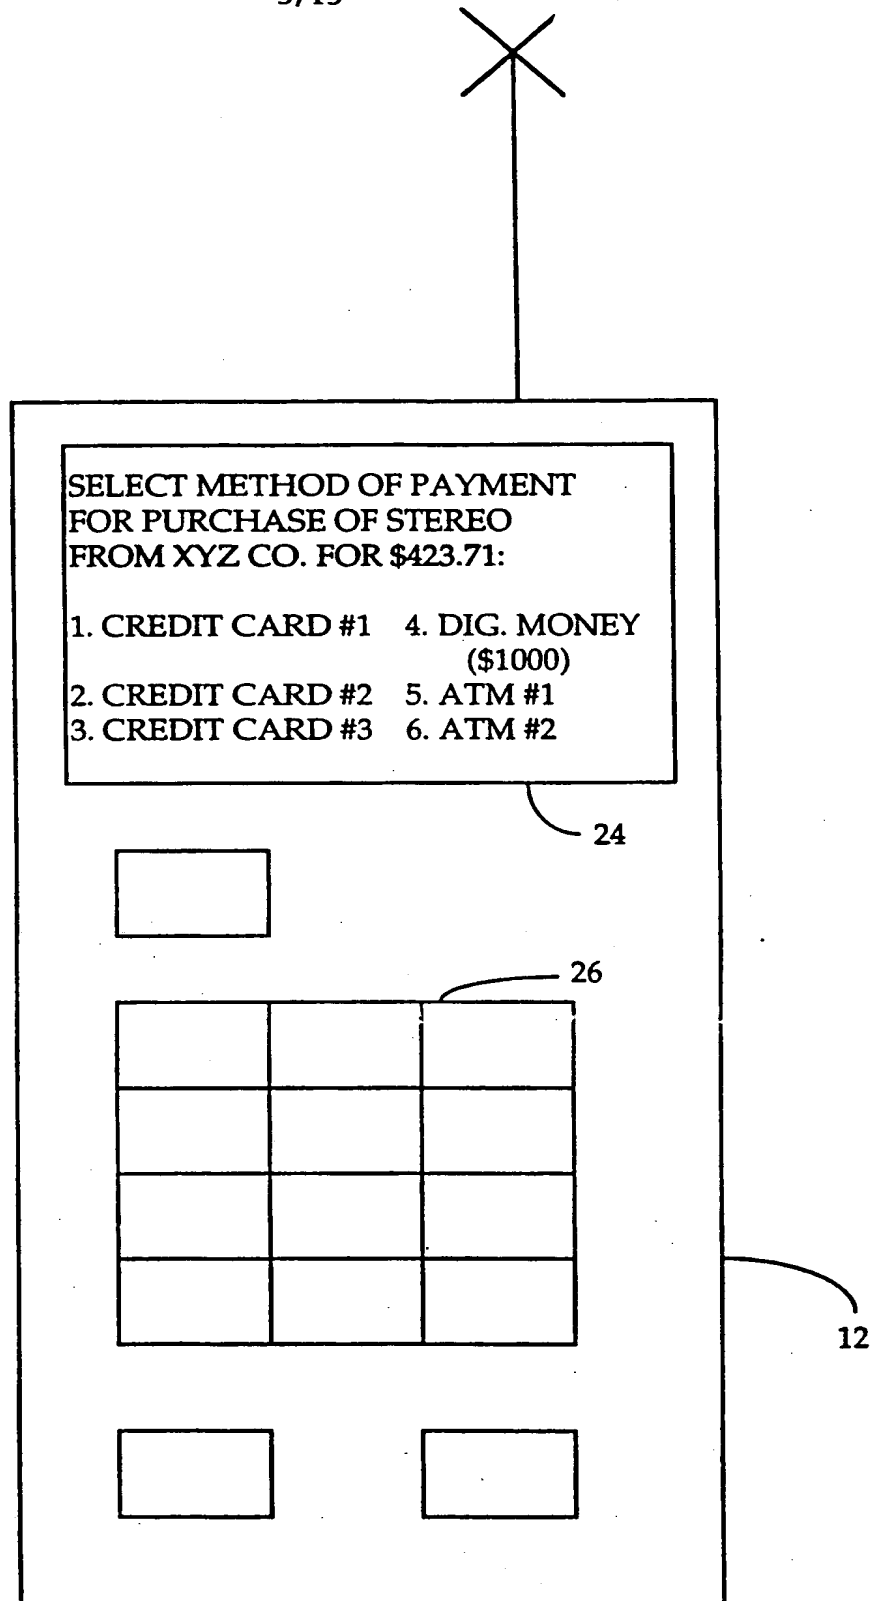 SELECT METHOD OF PAYMENT
FOR PURCHASE OF STEREO
FROM XYZ CO. FOR $423.71:
1. CREDIT CARD #1 4. DIG. MONEY
($1000)
2. CREDIT CARD #2 5. ATM #1
3. CREDIT CARD #3 6. ATM #2
24
26
12